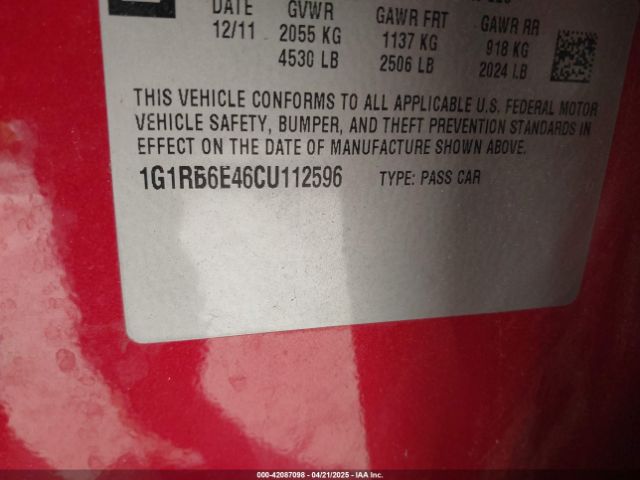 DATE GVWR GAWR FRT GAWR RR
12/11 2055 KG 1137 KG 918 KG
4530 LB 2506 LB 2024 LB
THIS VEHICLE CONFORMS TO ALL APPLICABLE U.S. FEDERAL MOTOR
VEHICLE SAFETY, BUMPER, AND THEFT PREVENTION STANDARDS IN
EFFECT ON THE DATE OF MANUFACTURE SHOWN ABOVE.
1G1RB6E46CU112596 TYPE: PASS CAR
000-42087098 - 04/21/2025 - IAA Inc.